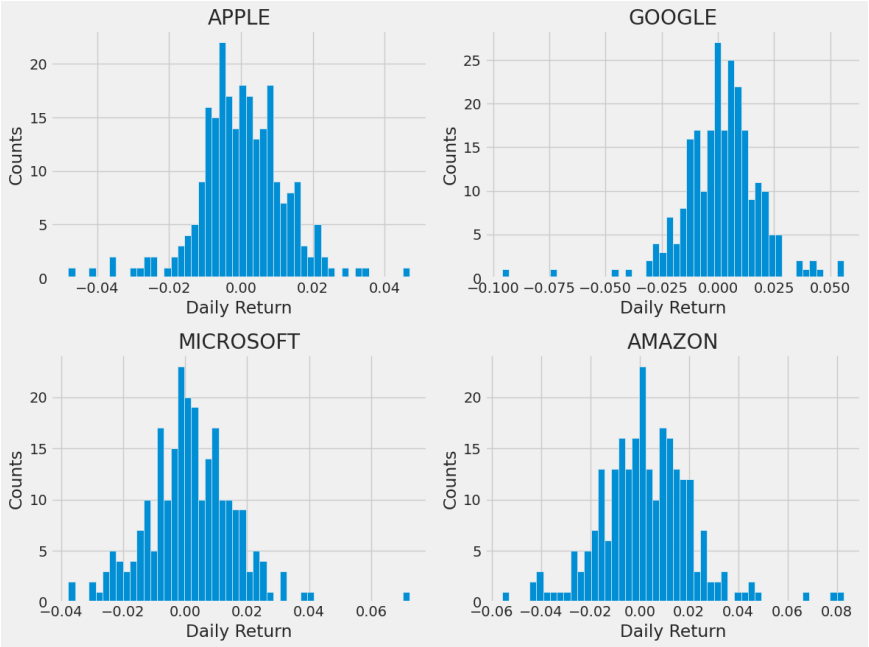 APPLE
Counts
20
15
10
5
0
−0.04 −0.02 0.00 0.02 0.04
Daily Return
GOOGLE
Counts
25
20
15
10
5
0
−0.100 −0.075 −0.050 −0.025 0.000 0.025 0.050
Daily Return
MICROSOFT
Counts
20
15
10
5
0
−0.04 −0.02 0.00 0.02 0.04 0.06
Daily Return
AMAZON
Counts
20
15
10
5
0
−0.06 −0.04 −0.02 0.00 0.02 0.04 0.06 0.08
Daily Return